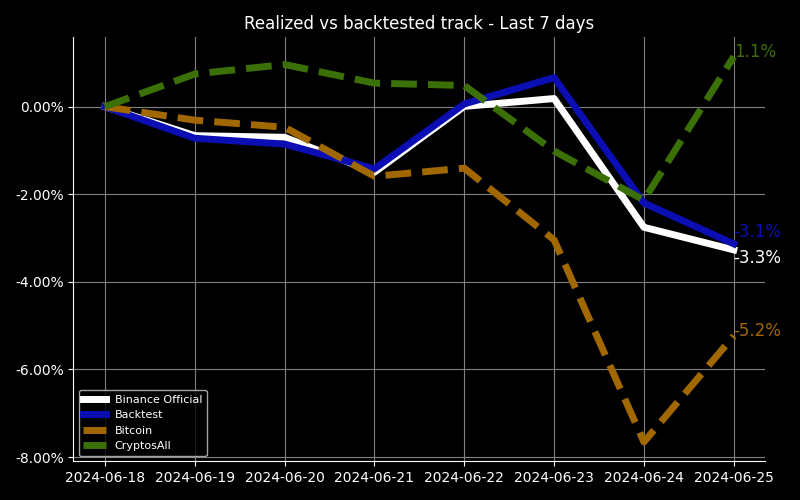 Realized vs backtested track - Last 7 days
0.00%
-2.00%
-4.00%
-6.00%
-8.00%
1.1%
-3.1%
-3.3%
-5.2%
Binance Official
Backtest
Bitcoin
CryptosAll
2024-06-18 2024-06-19 2024-06-20 2024-06-21 2024-06-22 2024-06-23 2024-06-24 2024-06-25